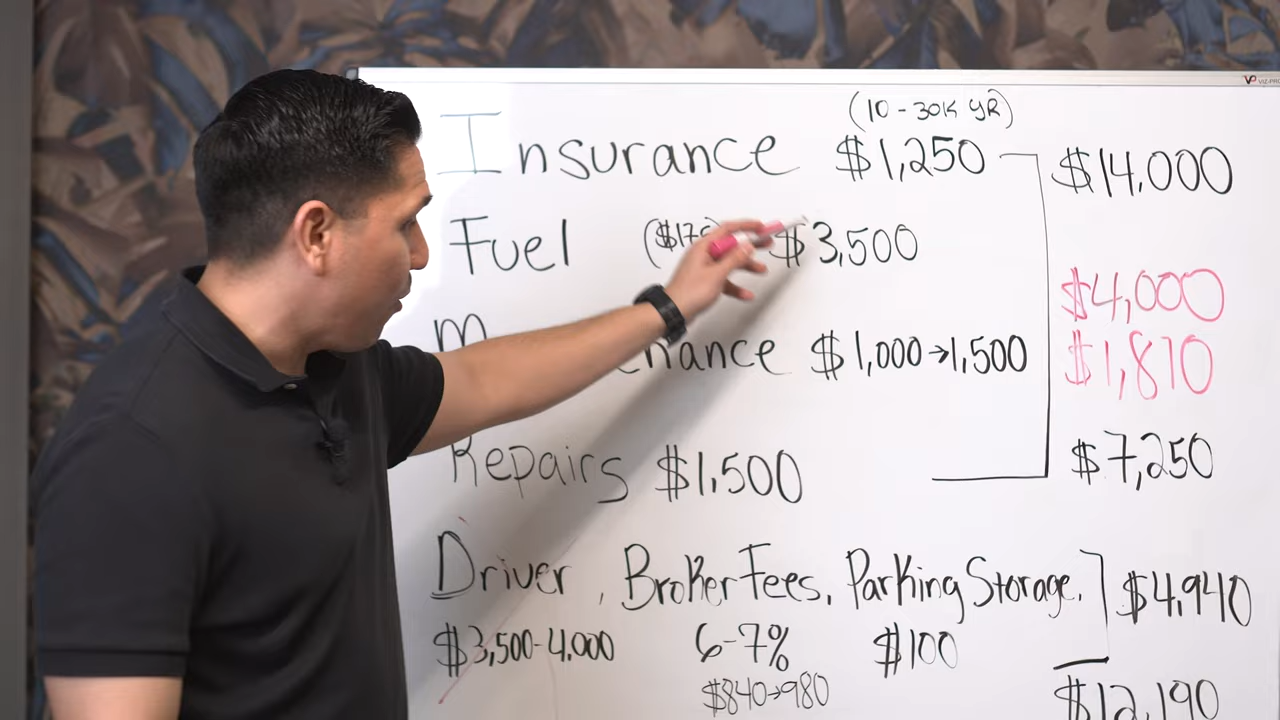 VIZ-PRO
(10-30K YR)
Insurance $1,250 $14,000
Fuel $3,500
$4,000
$1,000→1,500
$1,810
Repairs $1,500 $7,250
Driver, Broker Fees, Parking Storage, $4,940
$3,500-4,000 6-7% $100
$840→980
$12,190